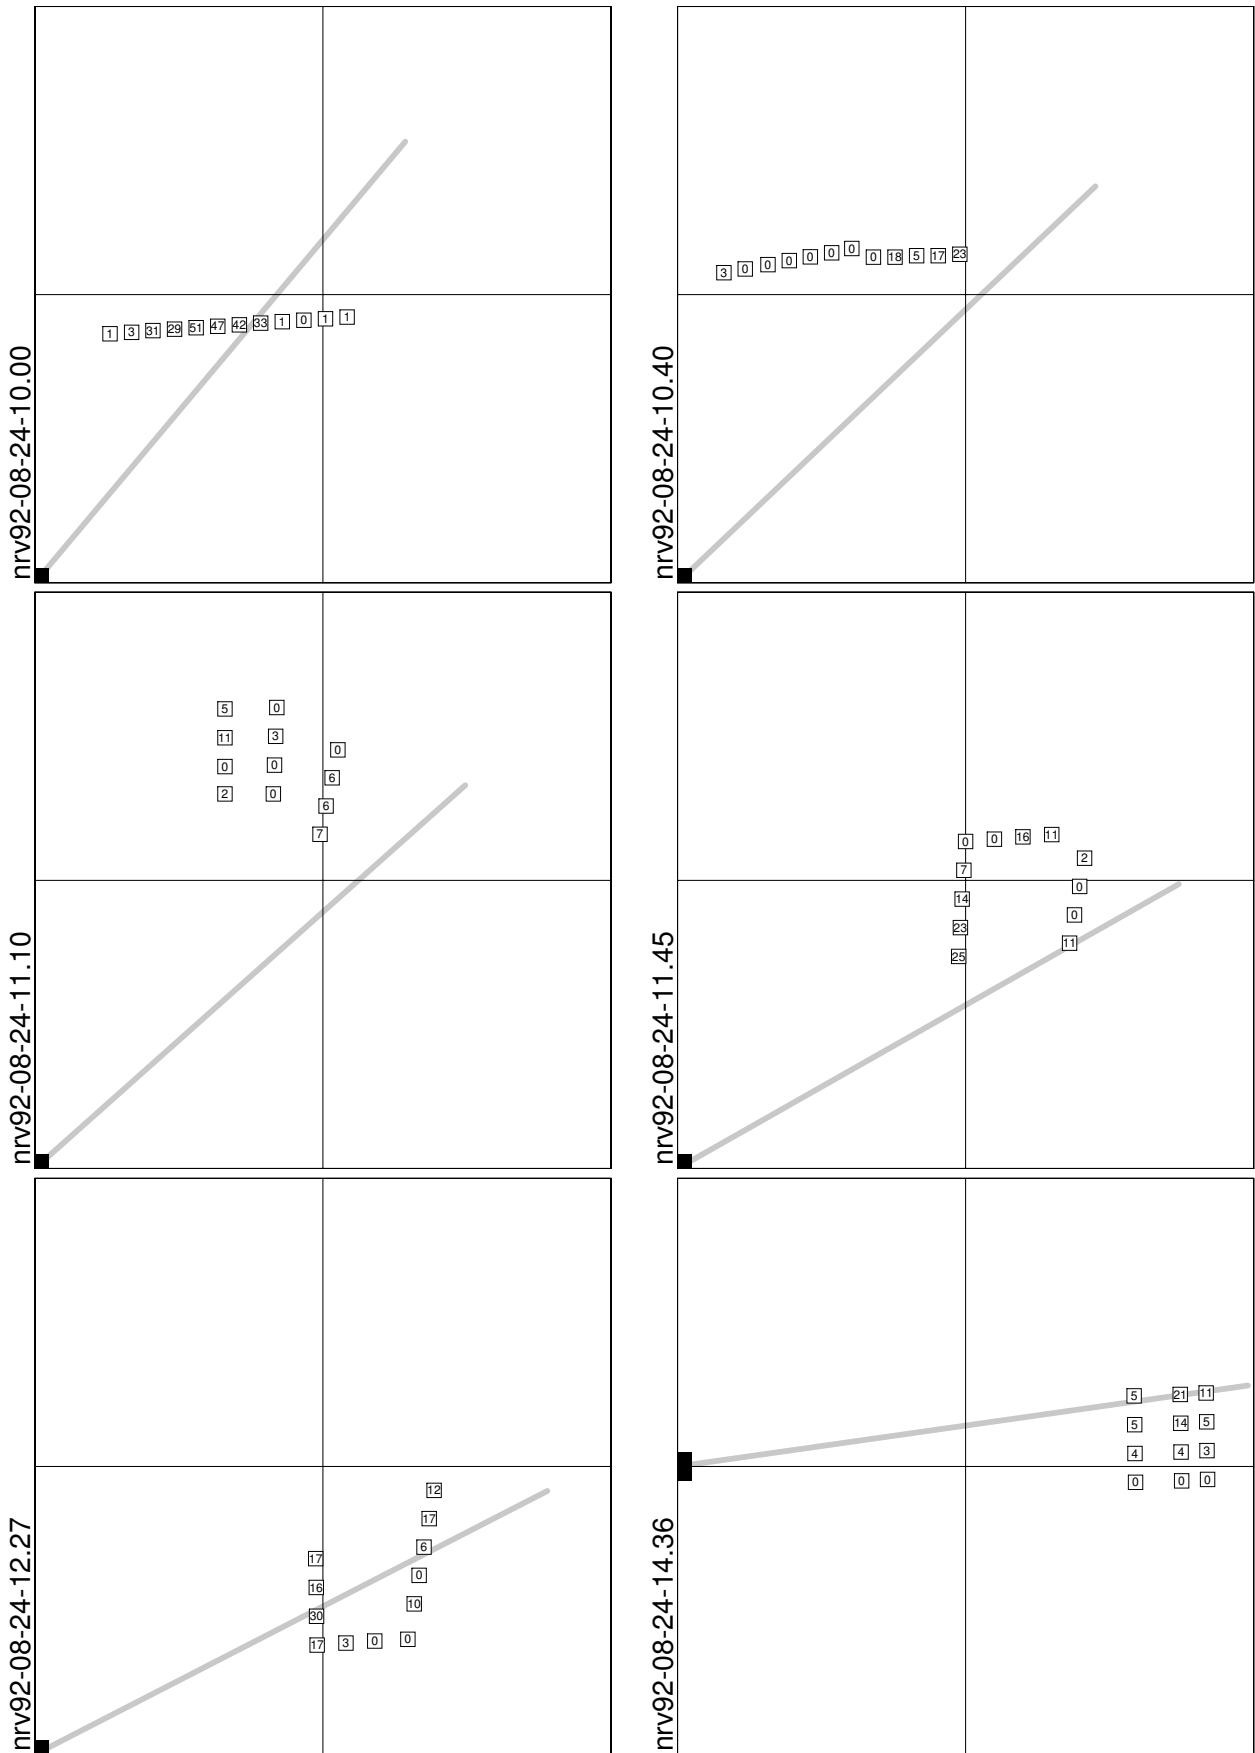 nrv92-08-24-10.00
1 3 31 29 51 47 42 33 1 0 1 1
nrv92-08-24-10.40
3 0 0 0 0 0 0 0 18 5 17 23
nrv92-08-24-11.10
5 0
11 3
0
0 0
6
2 0
6
7
nrv92-08-24-11.45
0 0 16 11
2
7
0
14
0
23
11
25
nrv92-08-24-12.27
12
17
6
17
0
16
10
30
17 3 0 0
nrv92-08-24-14.36
5 21 11
5 14 5
4 4 3
0 0 0